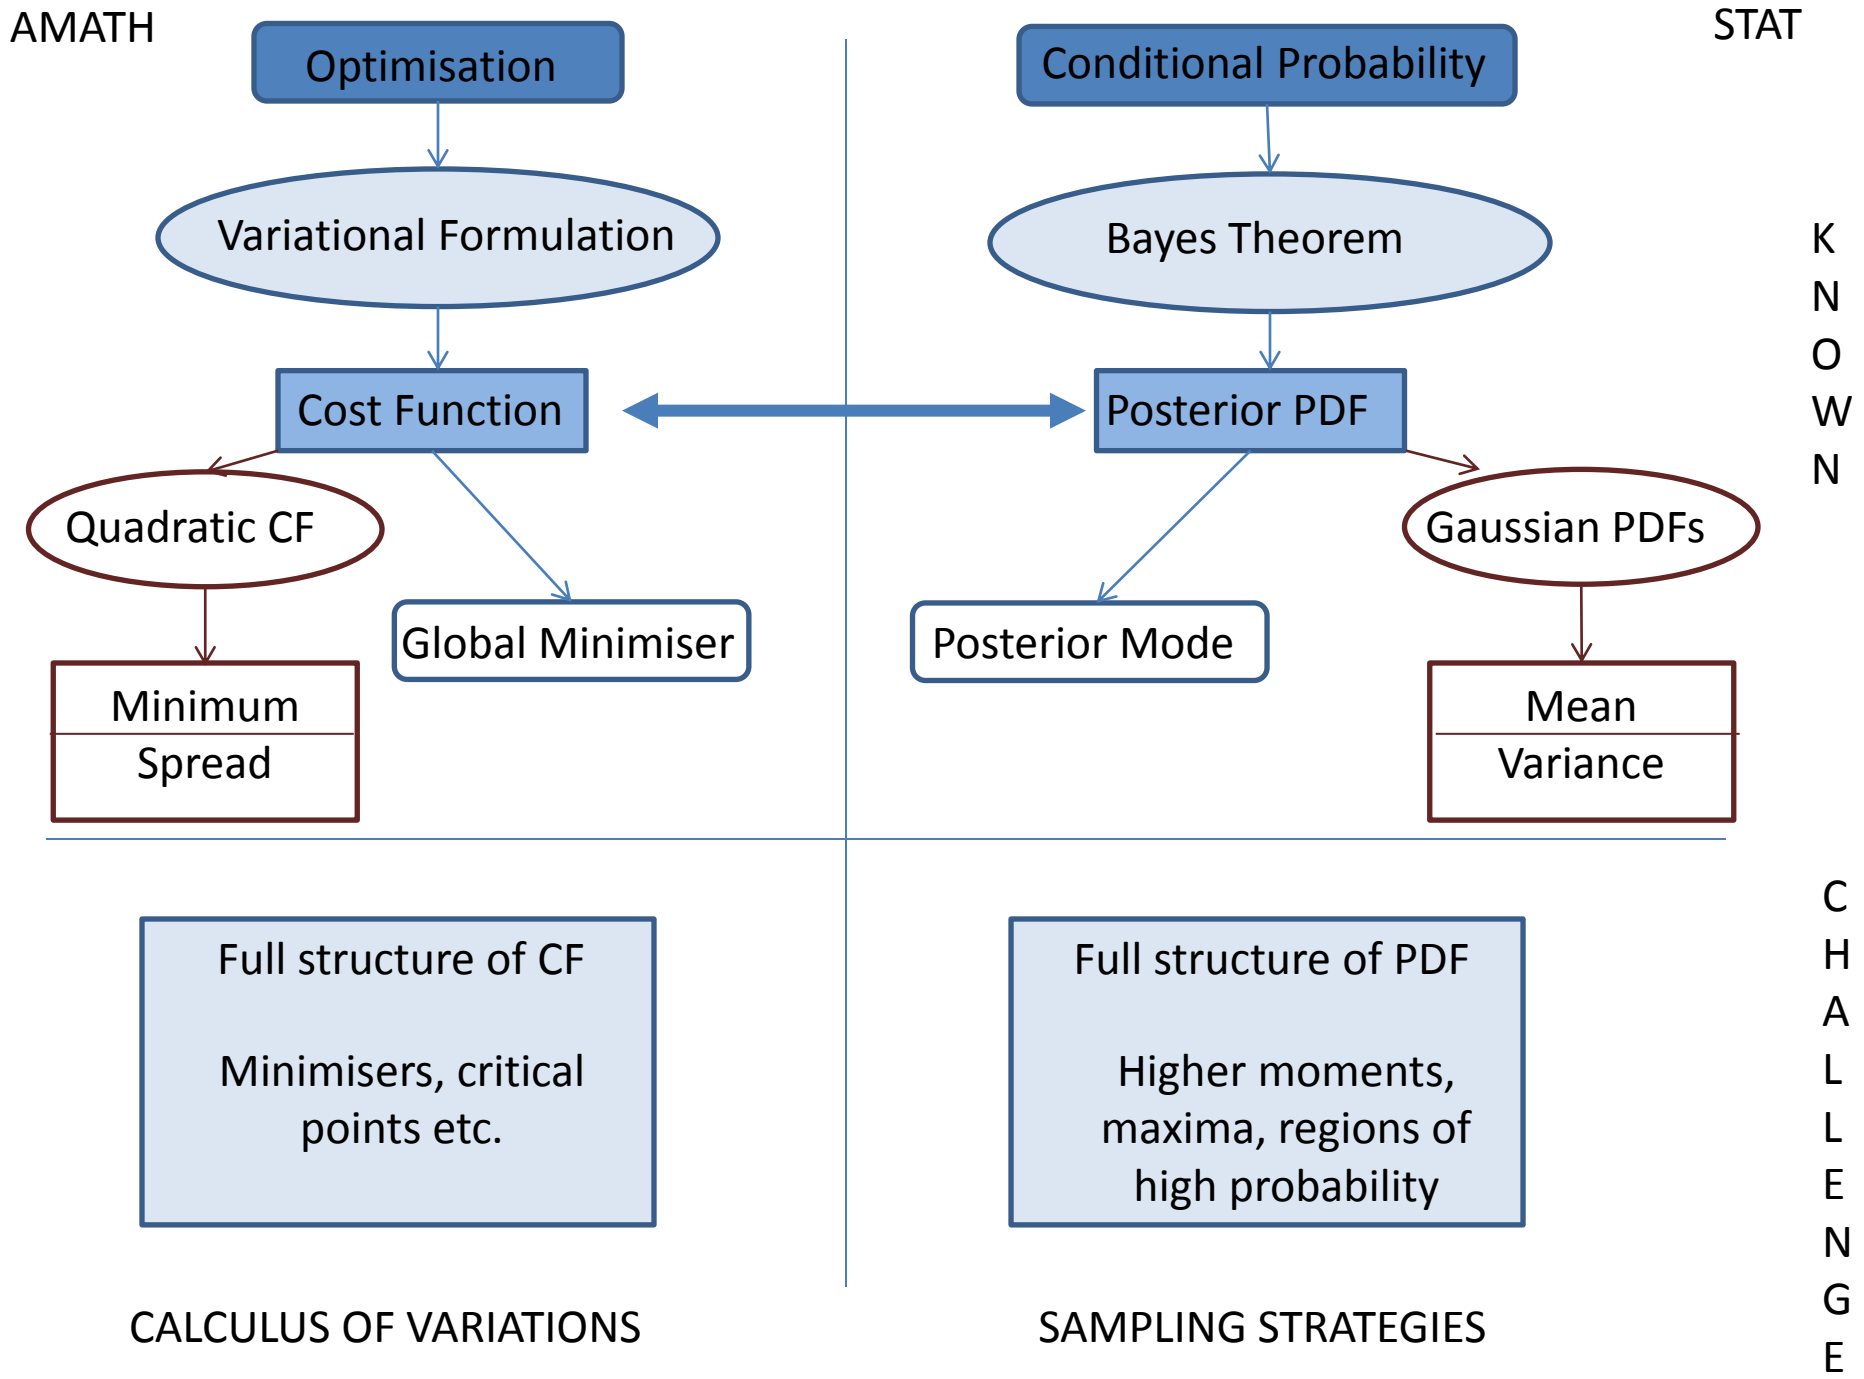 AMATH
STAT
Optimisation
Conditional Probability
Variational Formulation
Bayes Theorem
Cost Function
Posterior PDF
Quadratic CF
Gaussian PDFs
Global Minimiser
Posterior Mode
Minimum
Spread
Mean
Variance
K
N
O
W
N
Full structure of CF
Minimisers, critical
points etc.
Full structure of PDF
Higher moments,
maxima, regions of
high probability
C
H
A
L
L
E
N
G
E
CALCULUS OF VARIATIONS
SAMPLING STRATEGIES